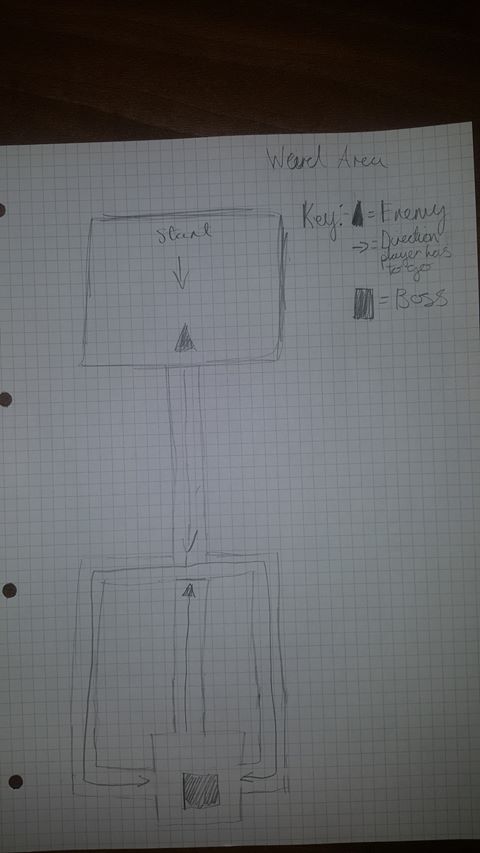 Weird Area
Start
Key:- ▲ = Enemy
→ = Direction
player has
to go
■ = Boss